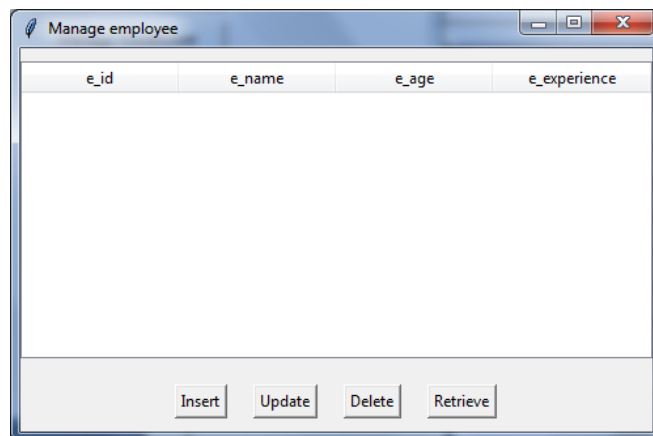 Manage employee
e_id e_name e_age e_experience
Insert Update Delete Retrieve